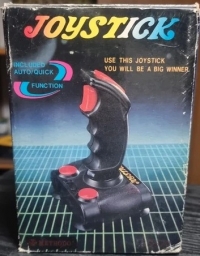 JOYSTICK
USE THIS JOYSTICK
YOU WILL BE A BIG WINNER
INCLUDED
AUTO/QUICK
FUNCTION